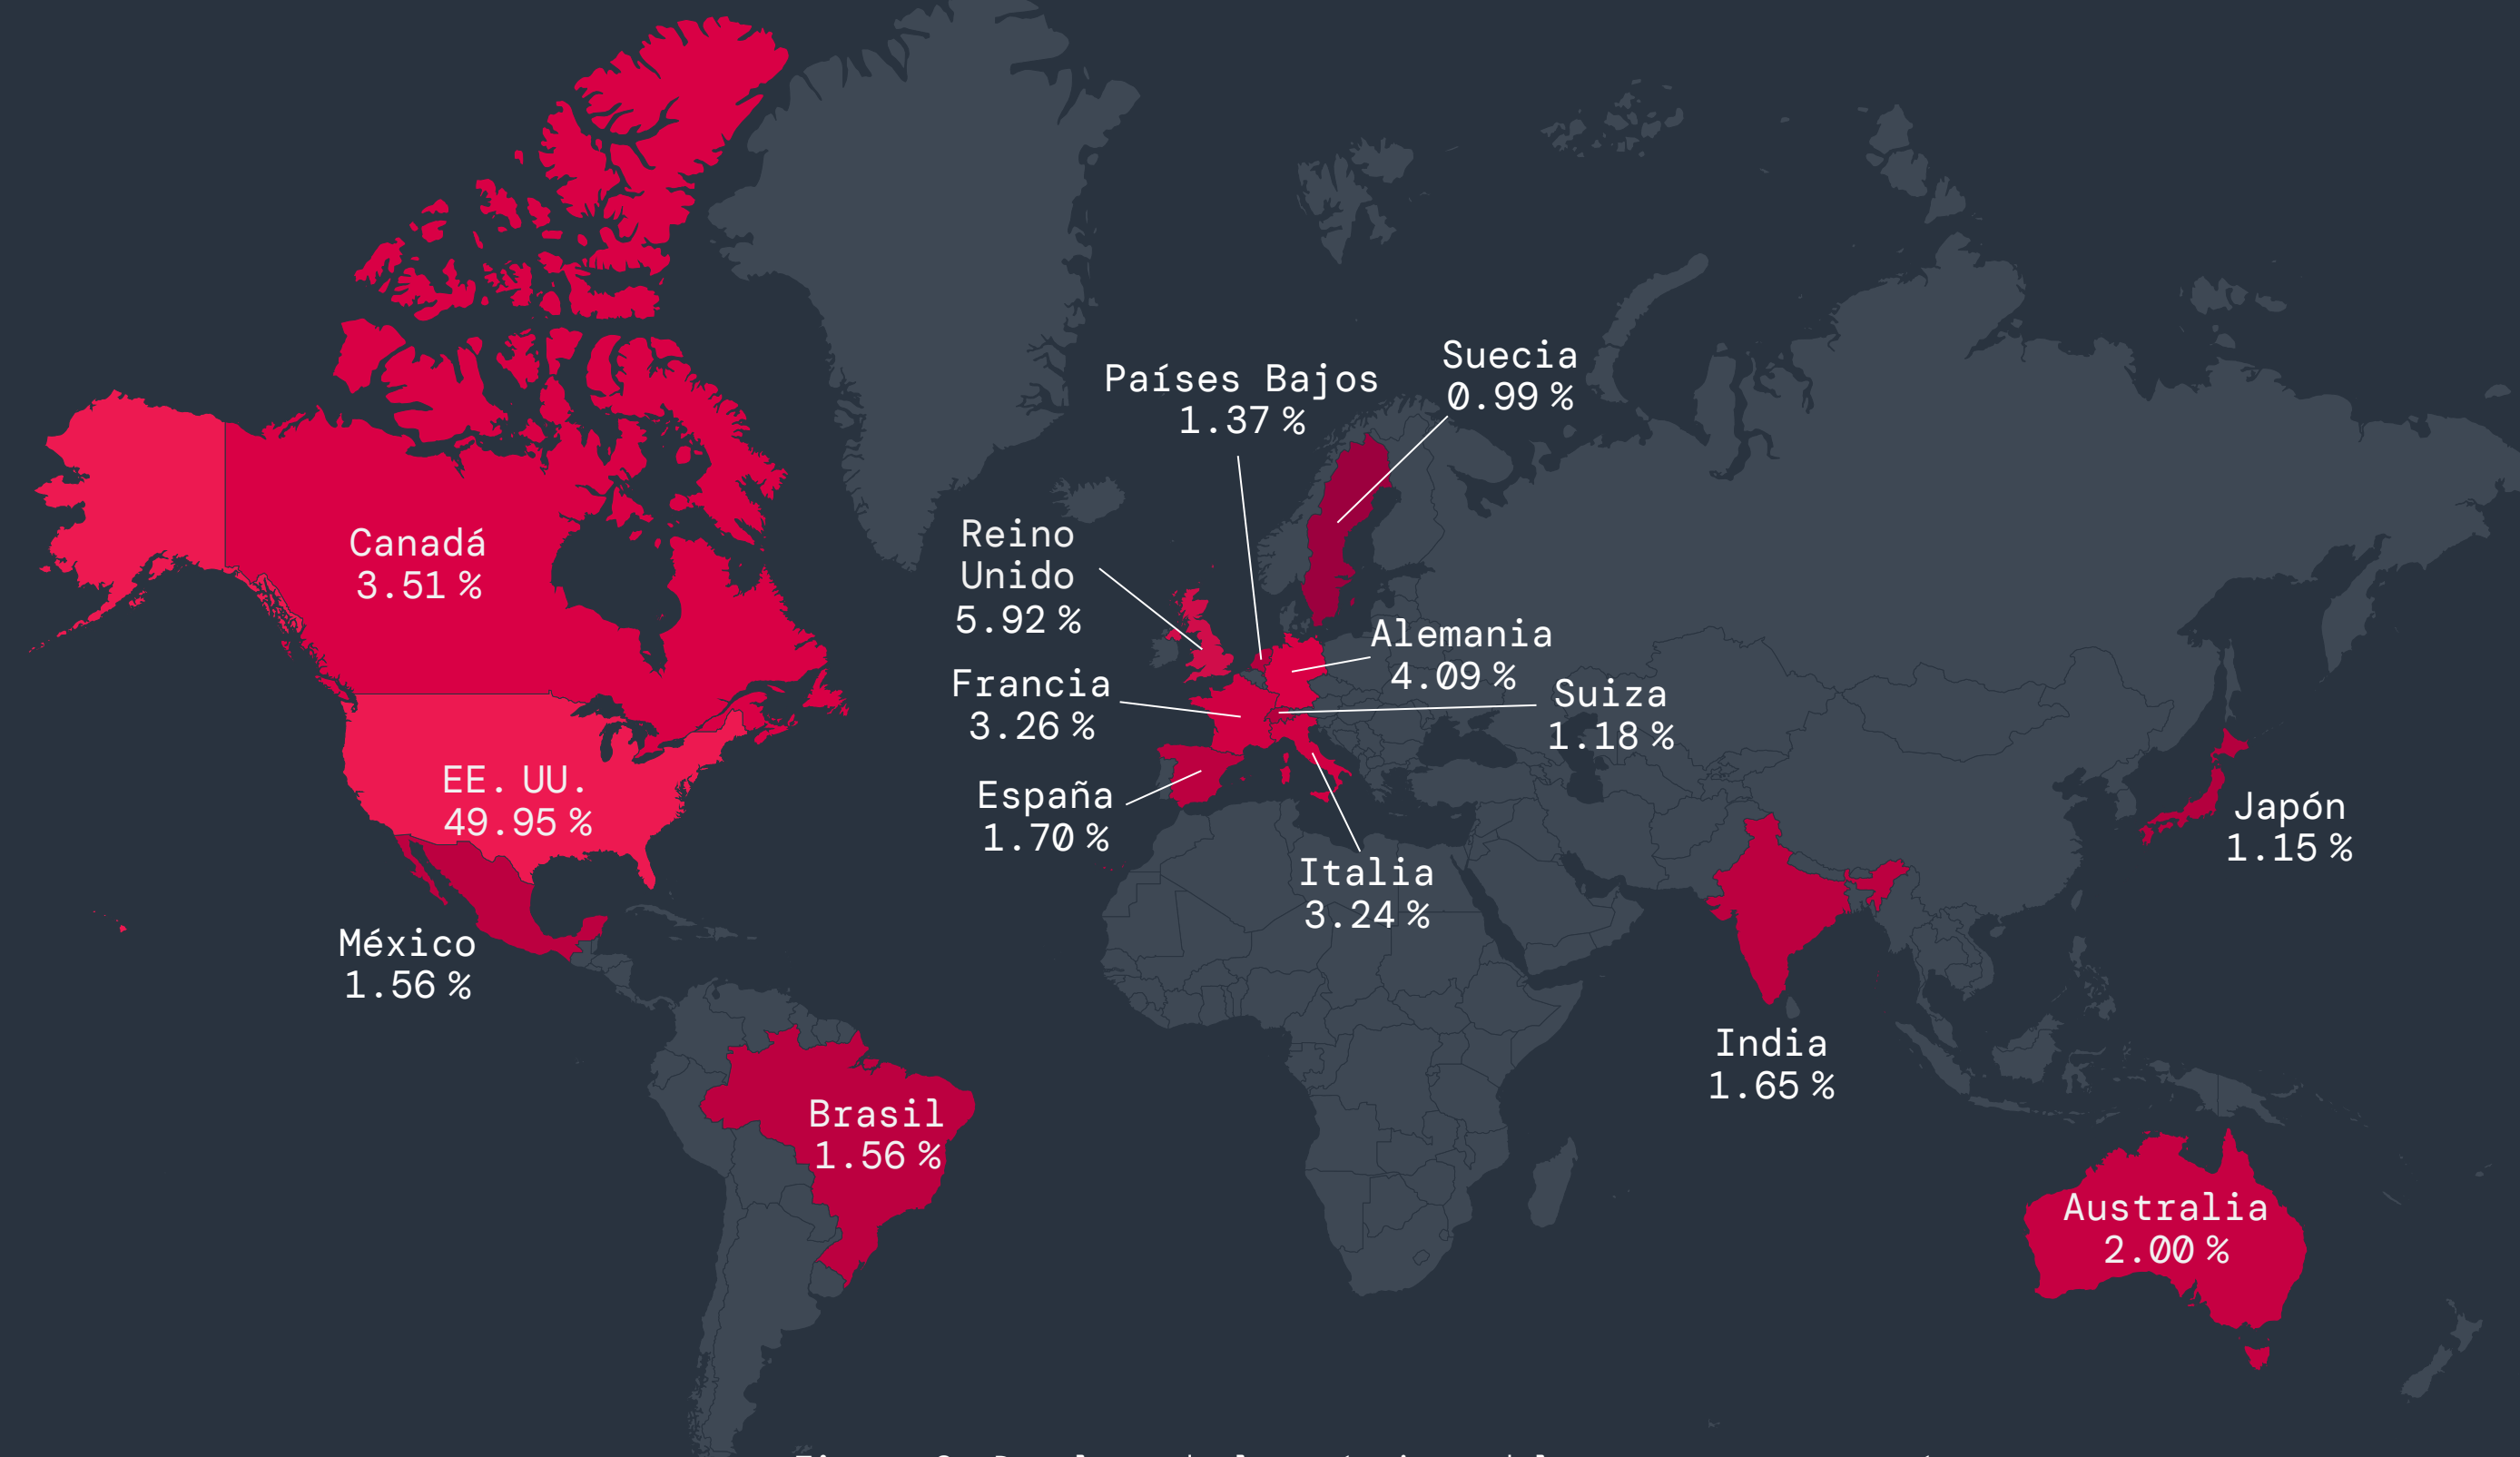 Suecia
0.99 %
Países Bajos
1.37 %
Reino
Unido
5.92 %
Canadá
3.51 %
Alemania
4.09 %
Francia
3.26 %
Suiza
1.18 %
EE. UU.
49.95 %
España
1.70 %
Japón
1.15 %
Italia
3.24 %
México
1.56 %
India
1.65 %
Brasil
1.56 %
Australia
2.00 %